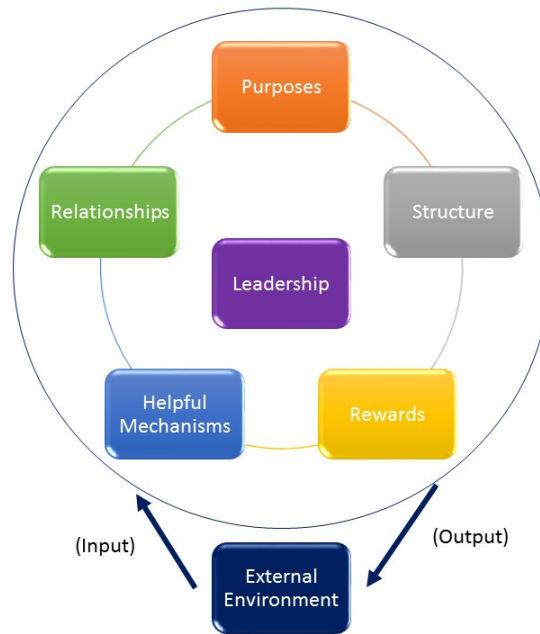 Purposes
Relationships
Structure
Leadership
Helpful
Mechanisms
Rewards
(Input)
(Output)
External
Environment